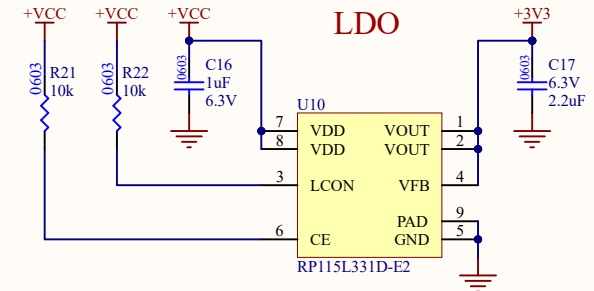 +VCC +VCC +VCC LDO +3V3
0603 R21 10k
0603 R22 10k
0603 C16 1uF 6.3V
0603 C17 6.3V 2.2uF
U10
7 VDD VOUT 1
8 VDD VOUT 2
3 LCON VFB 4
PAD 9
6 CE GND 5
RP115L331D-E2